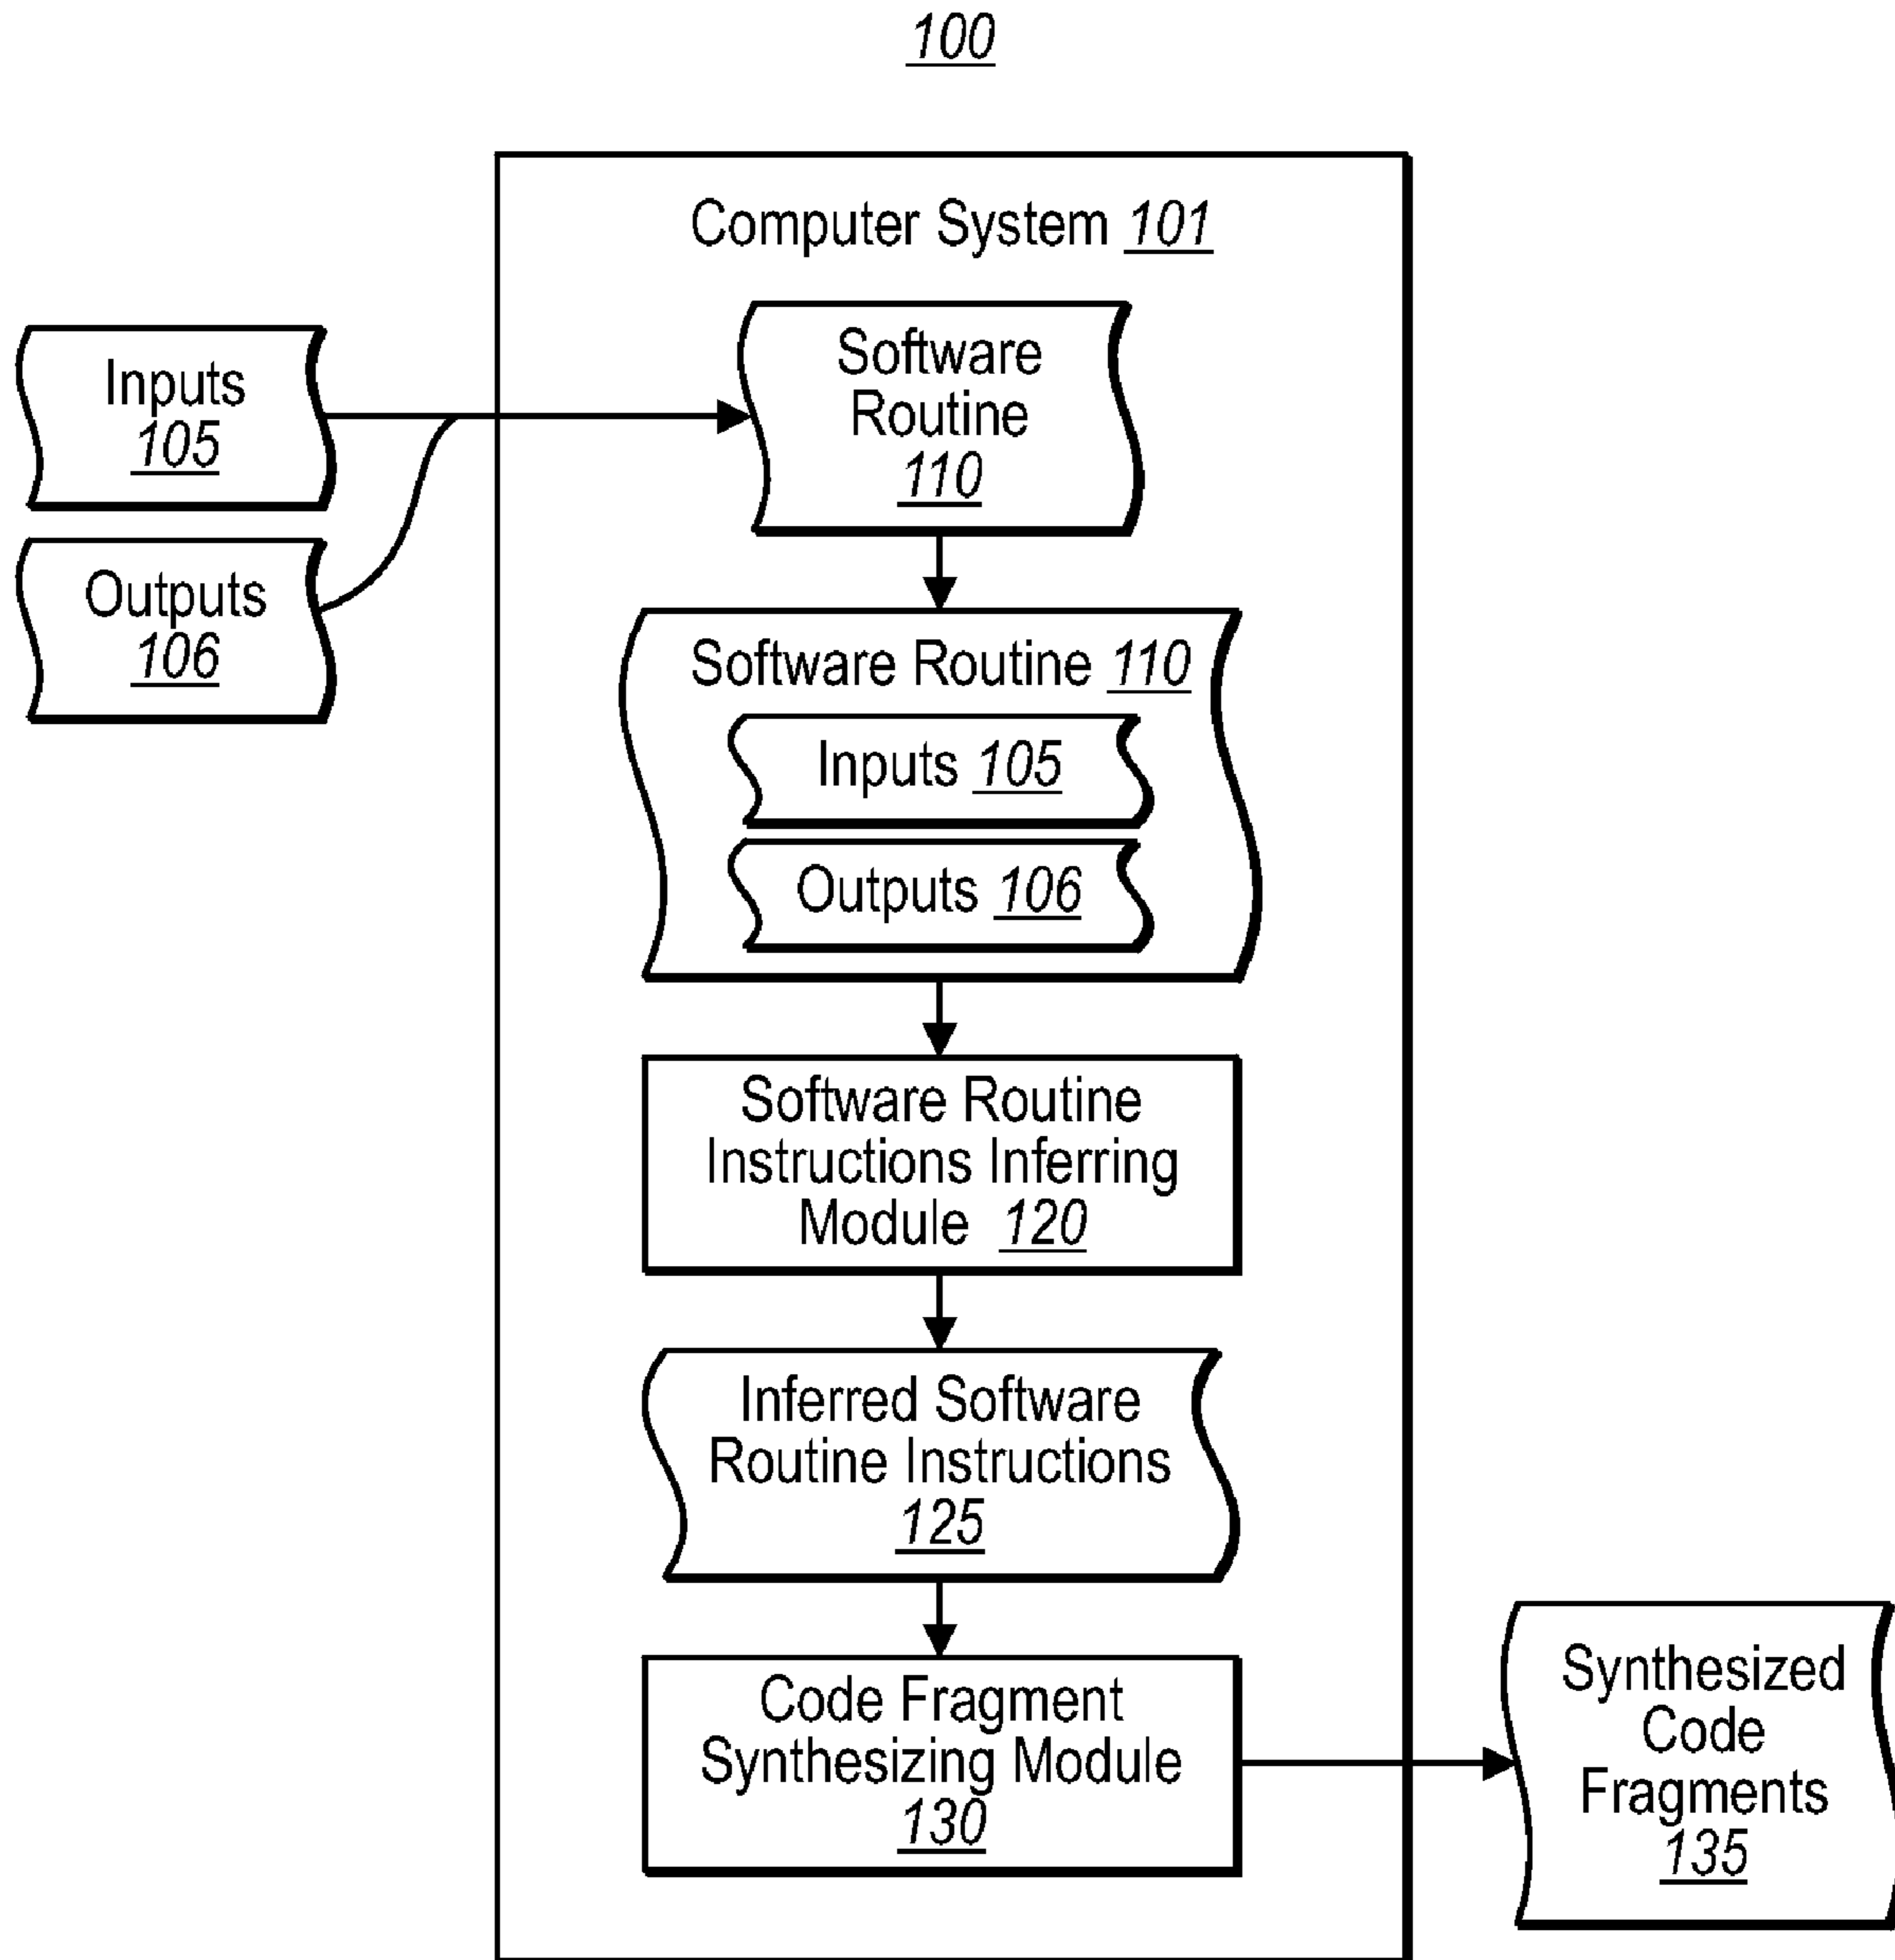 100
Computer System 101
Inputs
105
Outputs
106
Software
Routine
110
Software Routine 110
Inputs 105
Outputs 106
Software Routine
Instructions Inferring
Module 120
Inferred Software
Routine Instructions
125
Code Fragment
Synthesizing Module
130
Synthesized
Code
Fragments
135